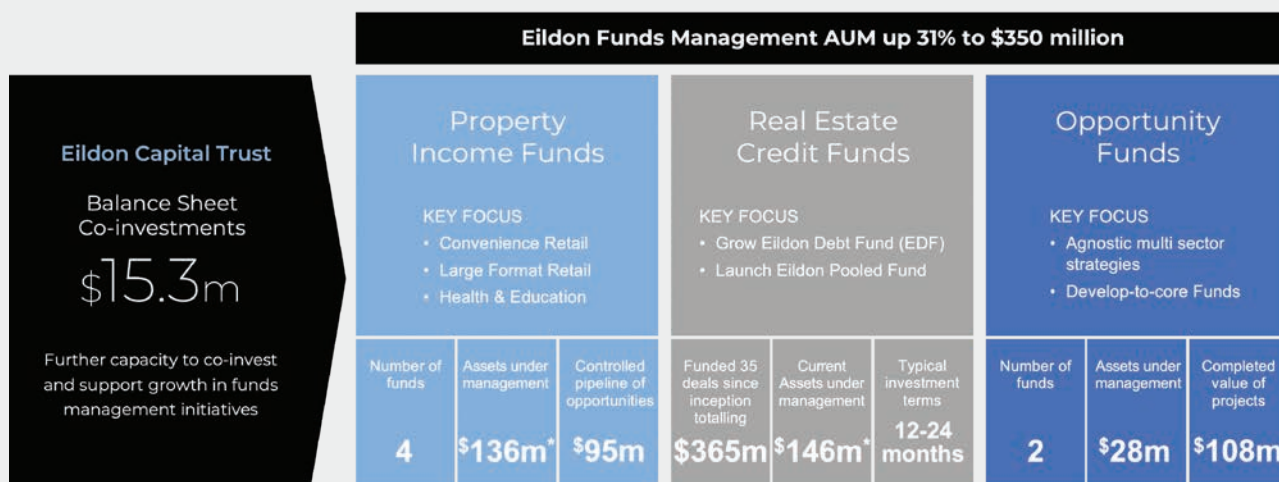 Eildon Funds Management AUM up 31% to $350 million
Eildon Capital Trust
Balance Sheet
Co-investments
$15.3m
Further capacity to co-invest
and support growth in funds
management initiatives
Property
Income Funds
KEY FOCUS
• Convenience Retail
• Large Format Retail
• Health & Education
Number of
funds
4
Assets under
management
$136m*
Controlled
pipeline of
opportunities
$95m
Real Estate
Credit Funds
KEY FOCUS
• Grow Eildon Debt Fund (EDF)
• Launch Eildon Pooled Fund
Funded 35
deals since
inception
totalling
$365m
Current
Assets under
management
$146m*
Typical
investment
terms
12-24
months
Opportunity
Funds
KEY FOCUS
• Agnostic multi sector
strategies
• Develop-to-core Funds
Number of
funds
2
Assets under
management
$28m
Completed
value of
projects
$108m